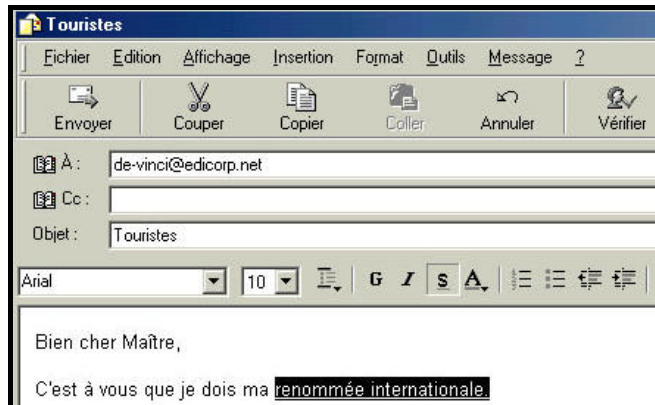 Touristes
Fichier Edition Affichage Insertion Format Outils Message ?
Envoyer Couper Copier Coller Annuler Vérifier
À : de-vinci@edicorp.net
Cc :
Objet : Touristes
Arial 10 G I S A
Bien cher Maître,
C'est à vous que je dois ma renommée internationale.